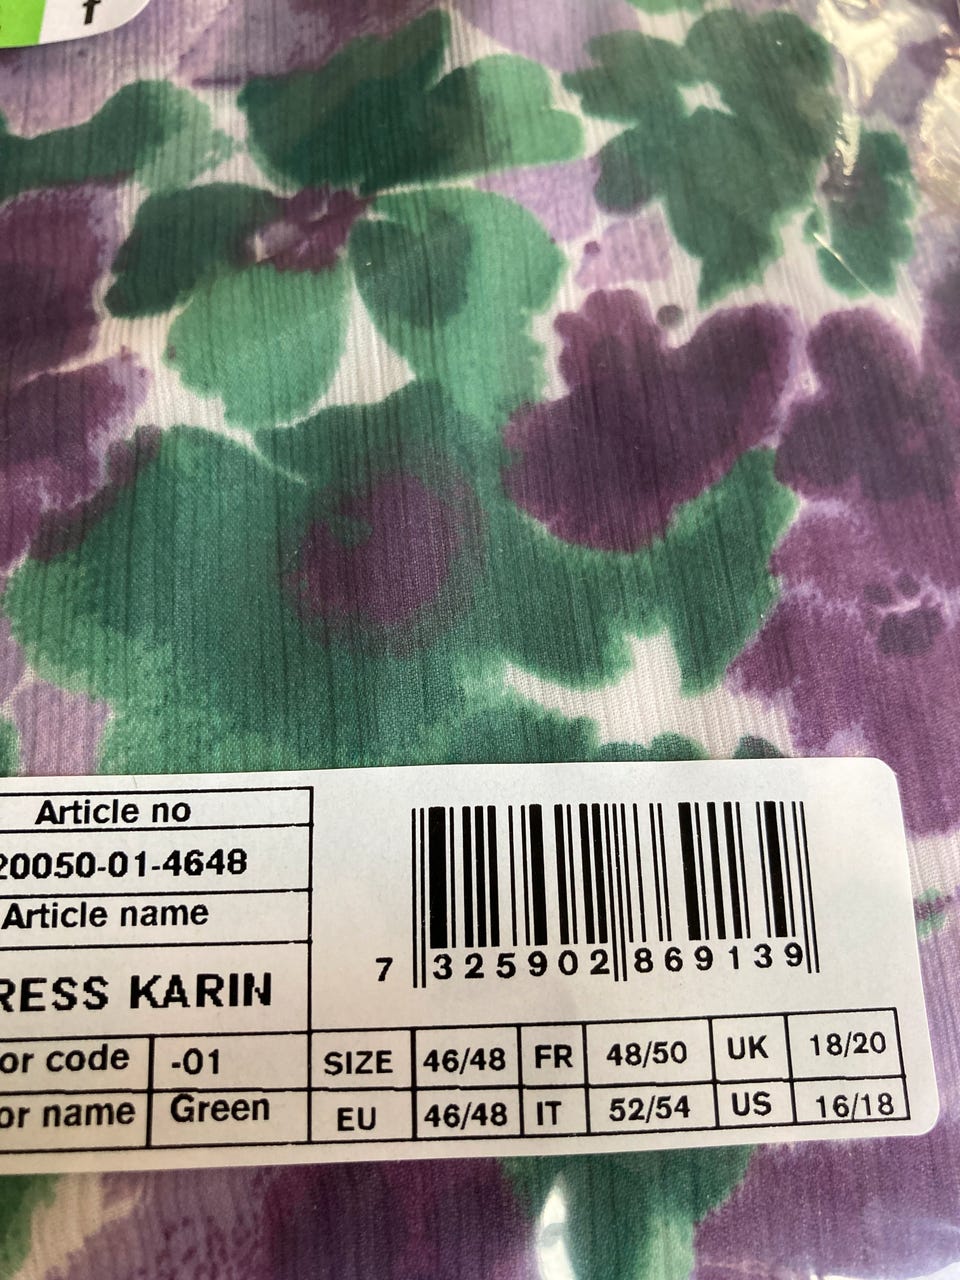 f
Article no
20050-01-4648
Article name
RESS KARIN
or code -01
or name Green
7 325902 869139
SIZE 46/48 FR 48/50 UK 18/20
EU 46/48 IT 52/54 US 16/18